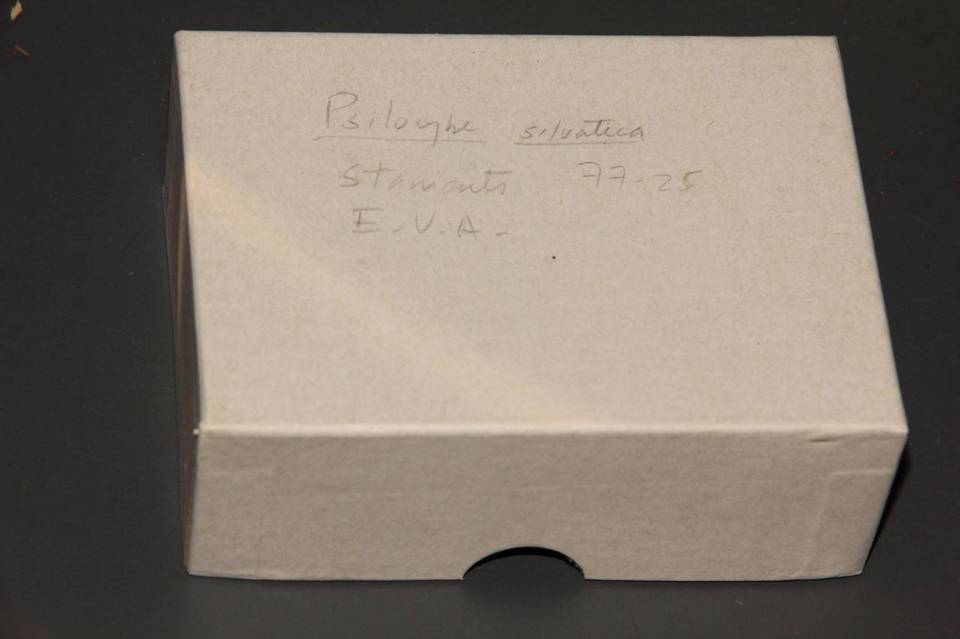 Psilocybe silvatica
Stamets 77-25
E.V.A.